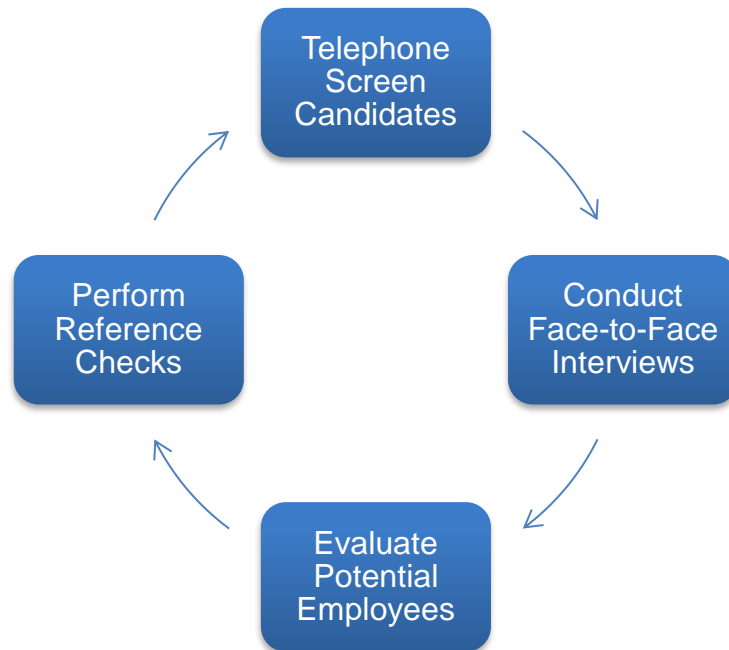 Telephone
Screen
Candidates
Conduct
Face-to-Face
Interviews
Evaluate
Potential
Employees
Perform
Reference
Checks